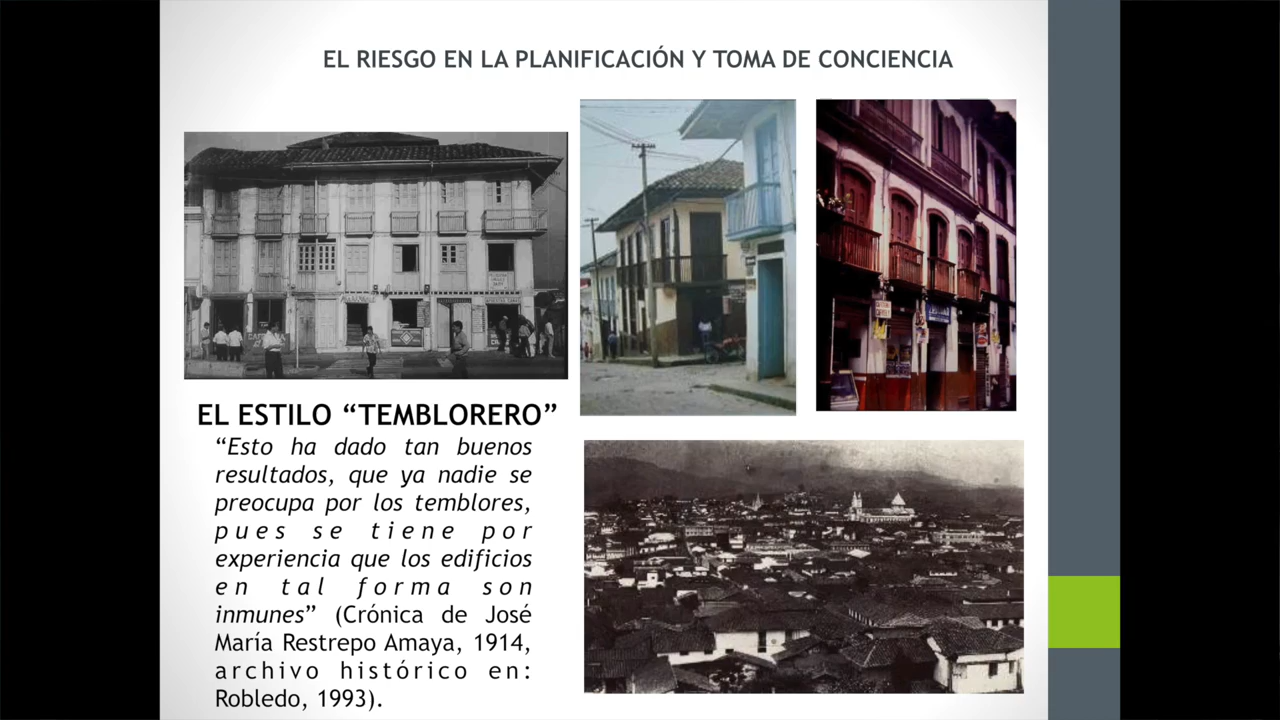 EL RIESGO EN LA PLANIFICACIÓN Y TOMA DE CONCIENCIA
EL ESTILO “TEMBLORERO”
“Esto ha dado tan buenos
resultados, que ya nadie se
preocupa por los temblores,
pues se tiene por
experiencia que los edificios
en tal forma son
inmunes” (Crónica de José
María Restrepo Amaya, 1914,
archivo histórico en:
Robledo, 1993).